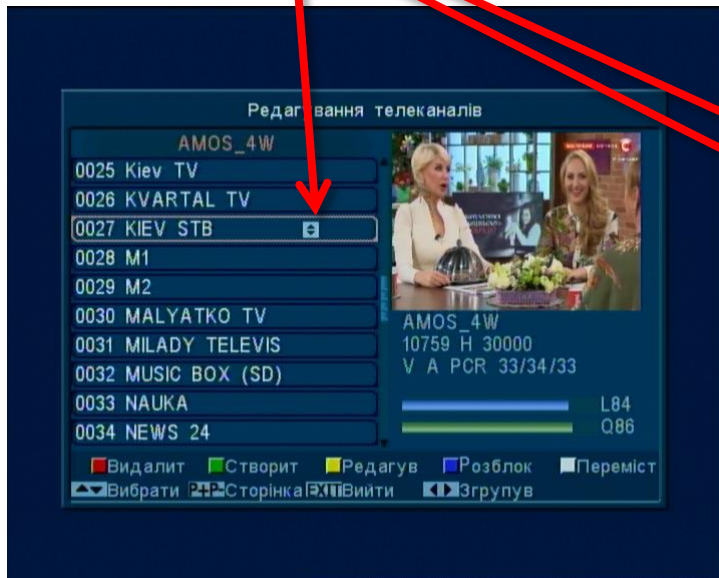 Редагування телеканалів
AMOS_4W
0025 Kiev TV
0026 KVARTAL TV
0027 KIEV STB
0028 M1
0029 M2
0030 MALYATKO TV
0031 MILADY TELEVIS
0032 MUSIC BOX (SD)
0033 NAUKA
0034 NEWS 24
AMOS_4W
10759 H 30000
V A PCR 33/34/33
L84
Q86
Видалит Створит Редагув Розблок Переміст
Вибрати P+P- Сторінка EXIT Вийти Згрупув